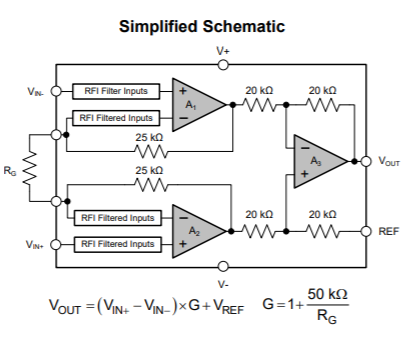 Simplified Schematic
V+
VIN-
RFI Filter Inputs
+
A1
−
RFI Filtered Inputs
25 kΩ
20 kΩ
20 kΩ
RG
−
A3
+
VOUT
25 kΩ
RFI Filtered Inputs
−
A2
+
20 kΩ
20 kΩ
REF
VIN+
RFI Filtered Inputs
V-
VOUT = (VIN+ − VIN−) × G + VREF G = 1 + 50 kΩ / RG